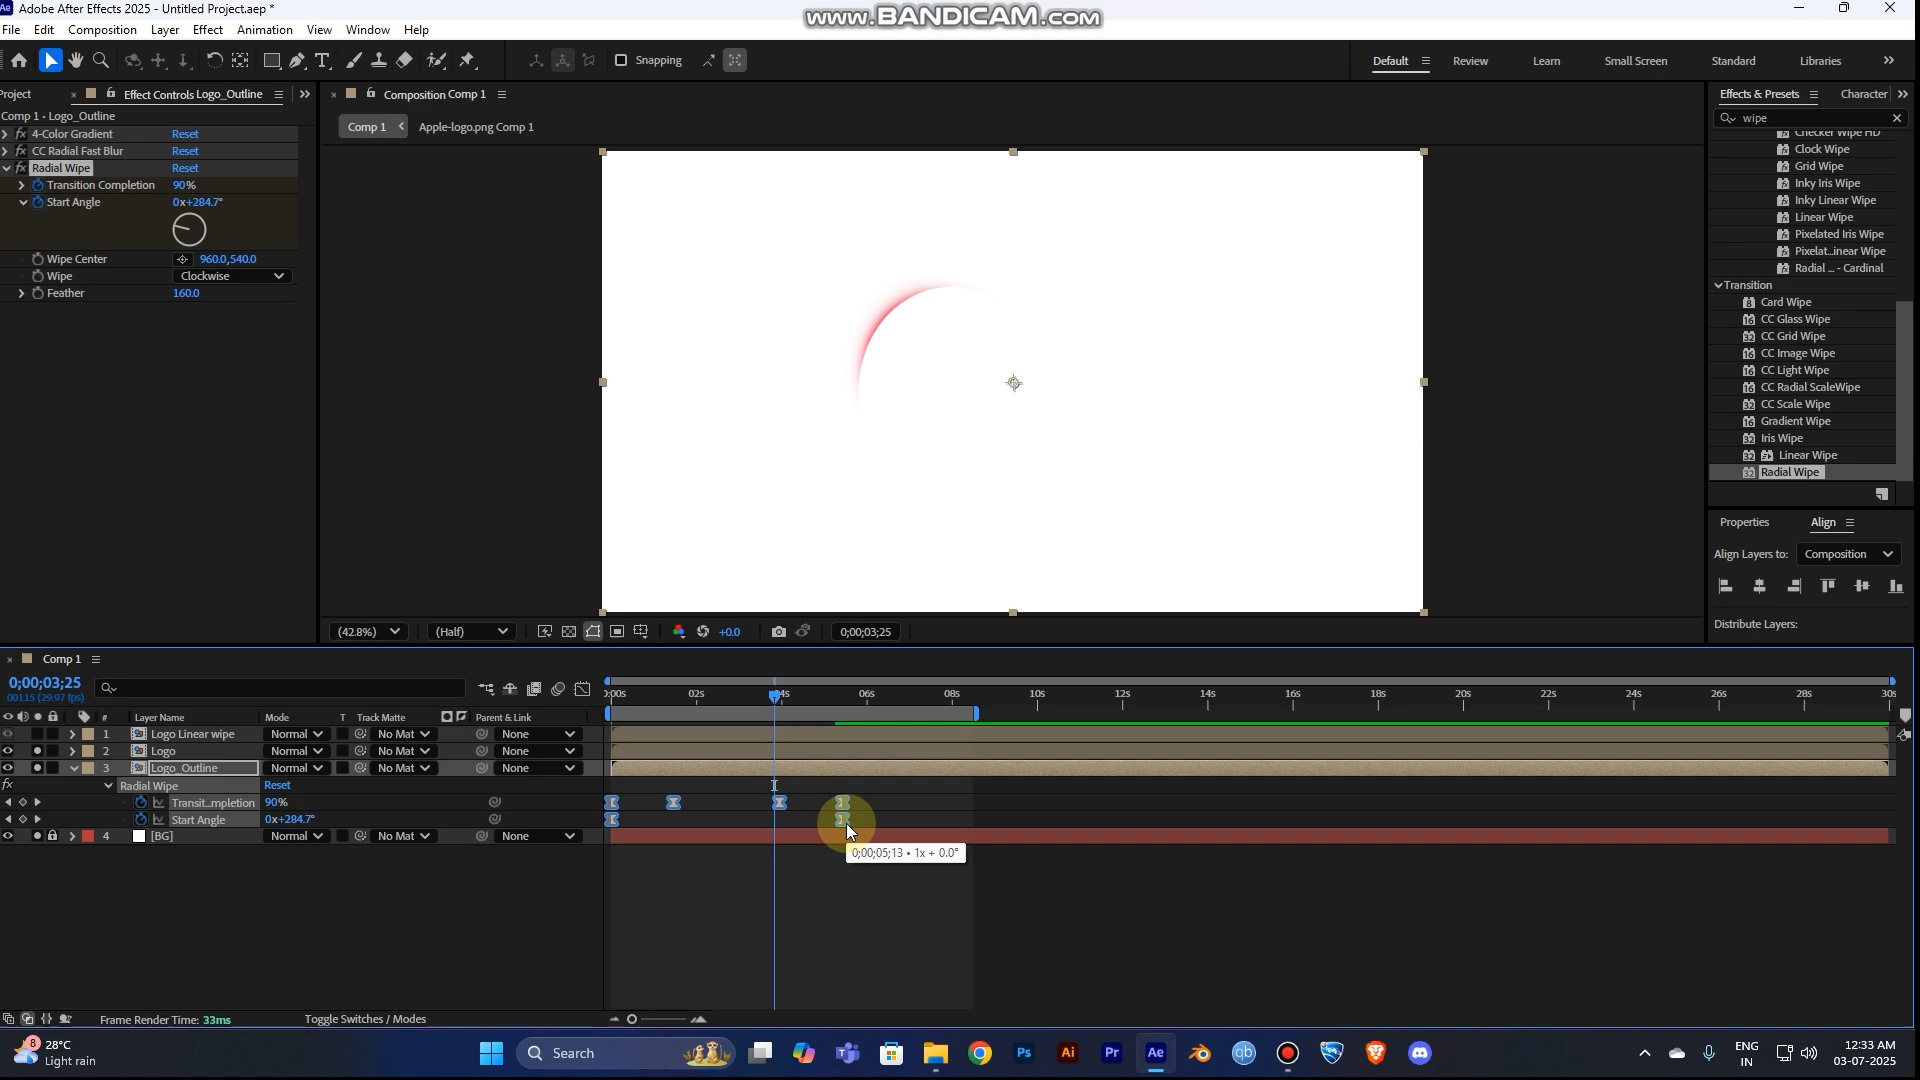 Adobe After Effects 2025 - Untitled Project.aep *
www.BANDICAM.com
File Edit Composition Layer Effect Animation View Window Help
Snapping
Default Review Learn Small Screen Standard Libraries
Project Effect Controls Logo_Outline
Composition Comp 1
Effects & Presets Character
Comp 1 • Logo_Outline
Comp 1 Apple-logo.png Comp 1
wipe
4-Color Gradient Reset
CC Radial Fast Blur Reset
Radial Wipe Reset
Transition Completion 90%
Start Angle 0x+284.7°
Wipe Center 960.0,540.0
Wipe Clockwise
Feather 160.0
Checker Wipe HD
Clock Wipe
Grid Wipe
Inky Iris Wipe
Inky Linear Wipe
Linear Wipe
Pixelated Iris Wipe
Pixelat...inear Wipe
Radial ... - Cardinal
Transition
Card Wipe
CC Glass Wipe
CC Grid Wipe
CC Image Wipe
CC Light Wipe
CC Radial ScaleWipe
CC Scale Wipe
Gradient Wipe
Iris Wipe
Linear Wipe
Radial Wipe
Properties Align
Align Layers to: Composition
Distribute Layers:
(42.8%) (Half) +0.0 0;00;03;25
Comp 1
0;00;03;25
00115 (29.97 fps)
0:00s 02s 04s 06s 08s 10s 12s 14s 16s 18s 20s 22s 24s 26s 28s 30s
# Layer Name Mode T Track Matte Parent & Link
1 Logo Linear wipe Normal No Mat None
2 Logo Normal No Mat None
3 Logo_Outline Normal No Mat None
fx Radial Wipe Reset
Transit...mpletion 90%
Start Angle 0x+284.7°
4 [BG] Normal No Mat None
0;00;05;13 • 1x + 0.0°
Frame Render Time: 33ms Toggle Switches / Modes
8 28°C
Light rain
Search
Ps Ai Pr Ae qb
ENG
IN
12:33 AM
03-07-2025